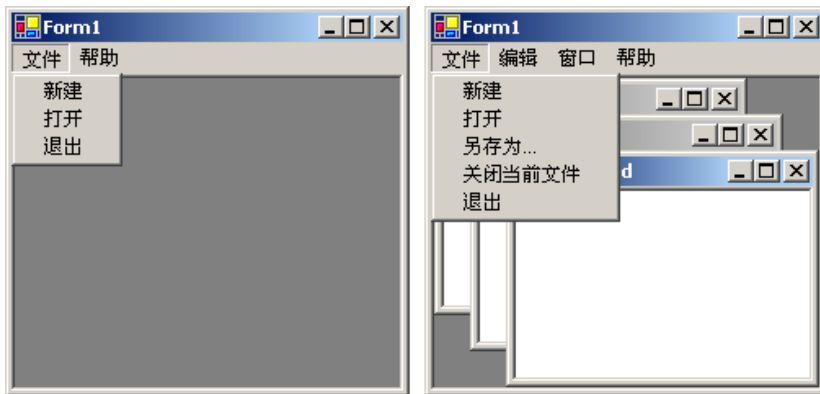 Form1
文件 帮助
新建
打开
退出
Form1
文件 编辑 窗口 帮助
新建
打开
另存为...
关闭当前文件
退出
d